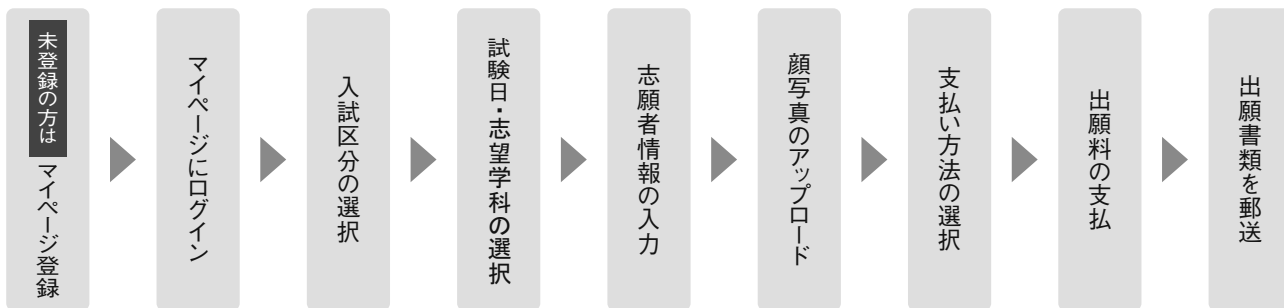 未登録の方は
マイページ登録
マイページにログイン
入試区分の選択
試験日・志望学科の選択
志願者情報の入力
顔写真のアップロード
支払い方法の選択
出願料の支払
出願書類を郵送